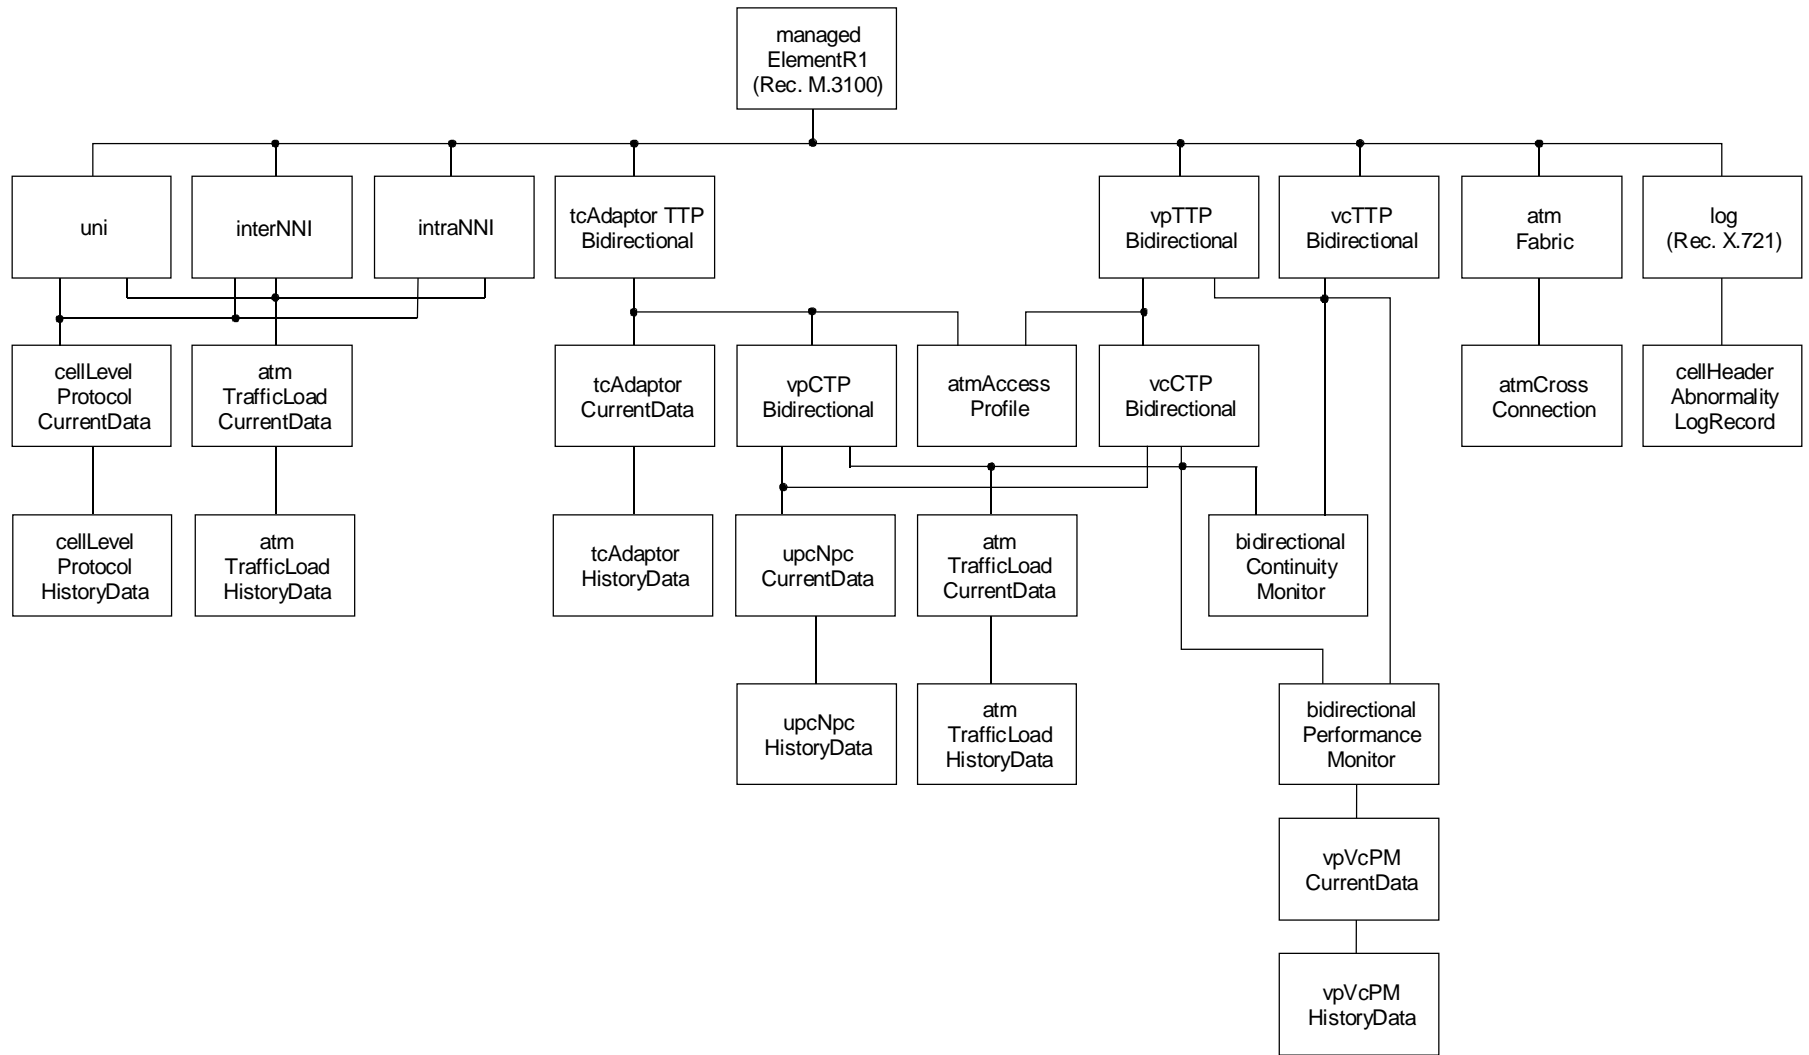 managed
ElementR1
(Rec. M.3100)
uni
interNNI
intraNNI
tcAdaptor TTP
Bidirectional
vpTTP
Bidirectional
vcTTP
Bidirectional
atm
Fabric
log
(Rec. X.721)
cellLevel
Protocol
CurrentData
atm
TrafficLoad
CurrentData
tcAdaptor
CurrentData
vpCTP
Bidirectional
atmAccess
Profile
vcCTP
Bidirectional
atmCross
Connection
cellHeader
Abnormality
LogRecord
cellLevel
Protocol
HistoryData
atm
TrafficLoad
HistoryData
tcAdaptor
HistoryData
upcNpc
CurrentData
atm
TrafficLoad
CurrentData
bidirectional
Continuity
Monitor
upcNpc
HistoryData
atm
TrafficLoad
HistoryData
bidirectional
Performance
Monitor
vpVcPM
CurrentData
vpVcPM
HistoryData